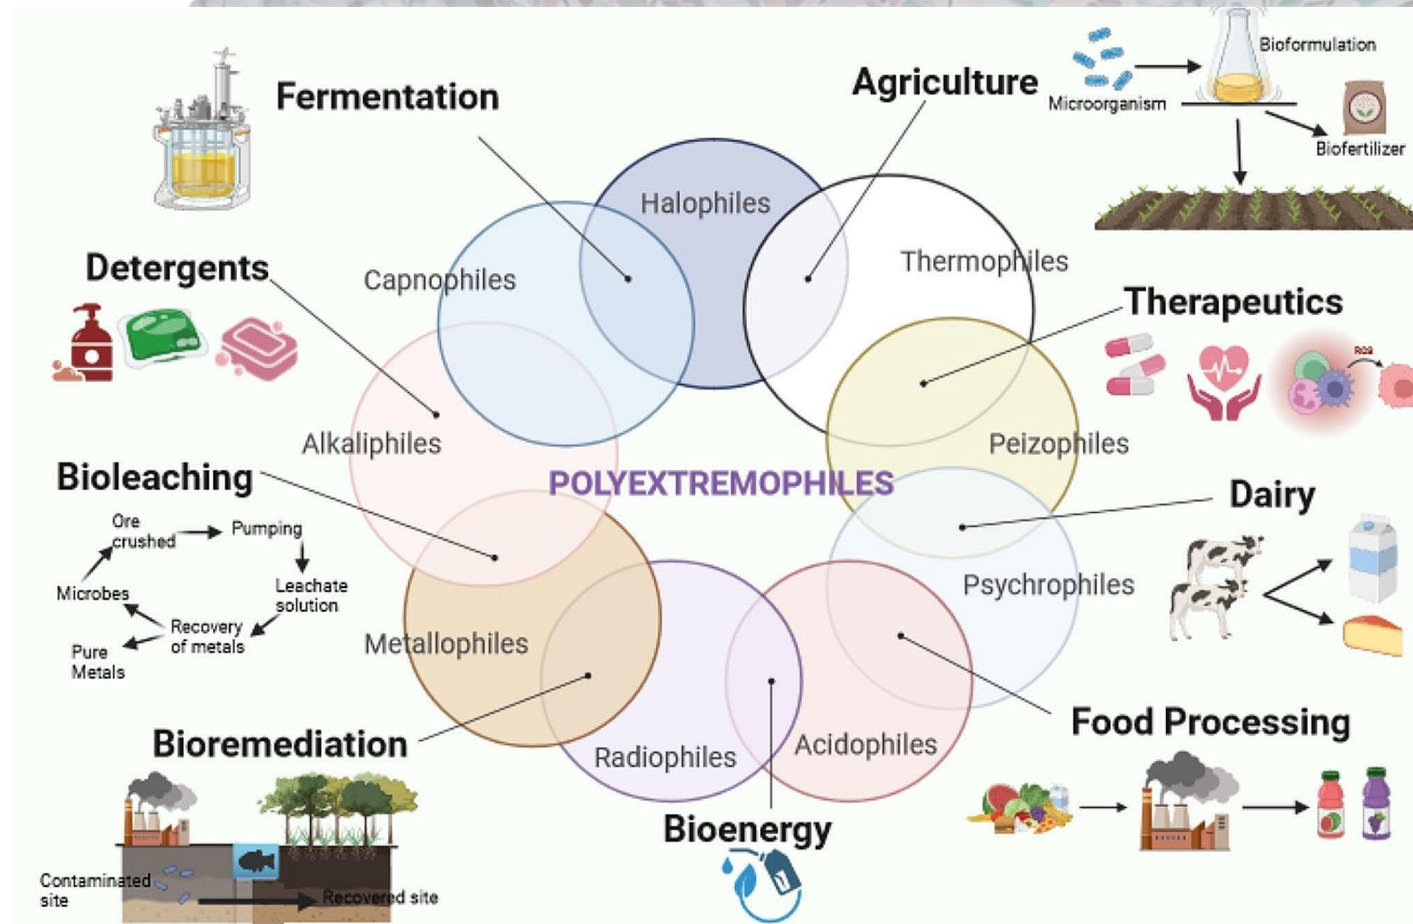 Fermentation
Agriculture
Microorganism
Bioformulation
Biofertilizer
Halophiles
Capnophiles
Thermophiles
Detergents
Therapeutics
ROS
Alkaliphiles
Peizophiles
POLYEXTREMOPHILES
Bioleaching
Ore
crushed
Pumping
Microbes
Leachate
solution
Recovery
of metals
Pure
Metals
Dairy
Psychrophiles
Metallophiles
Radiophiles
Acidophiles
Food Processing
Bioremediation
Contaminated
site
Recovered site
Bioenergy